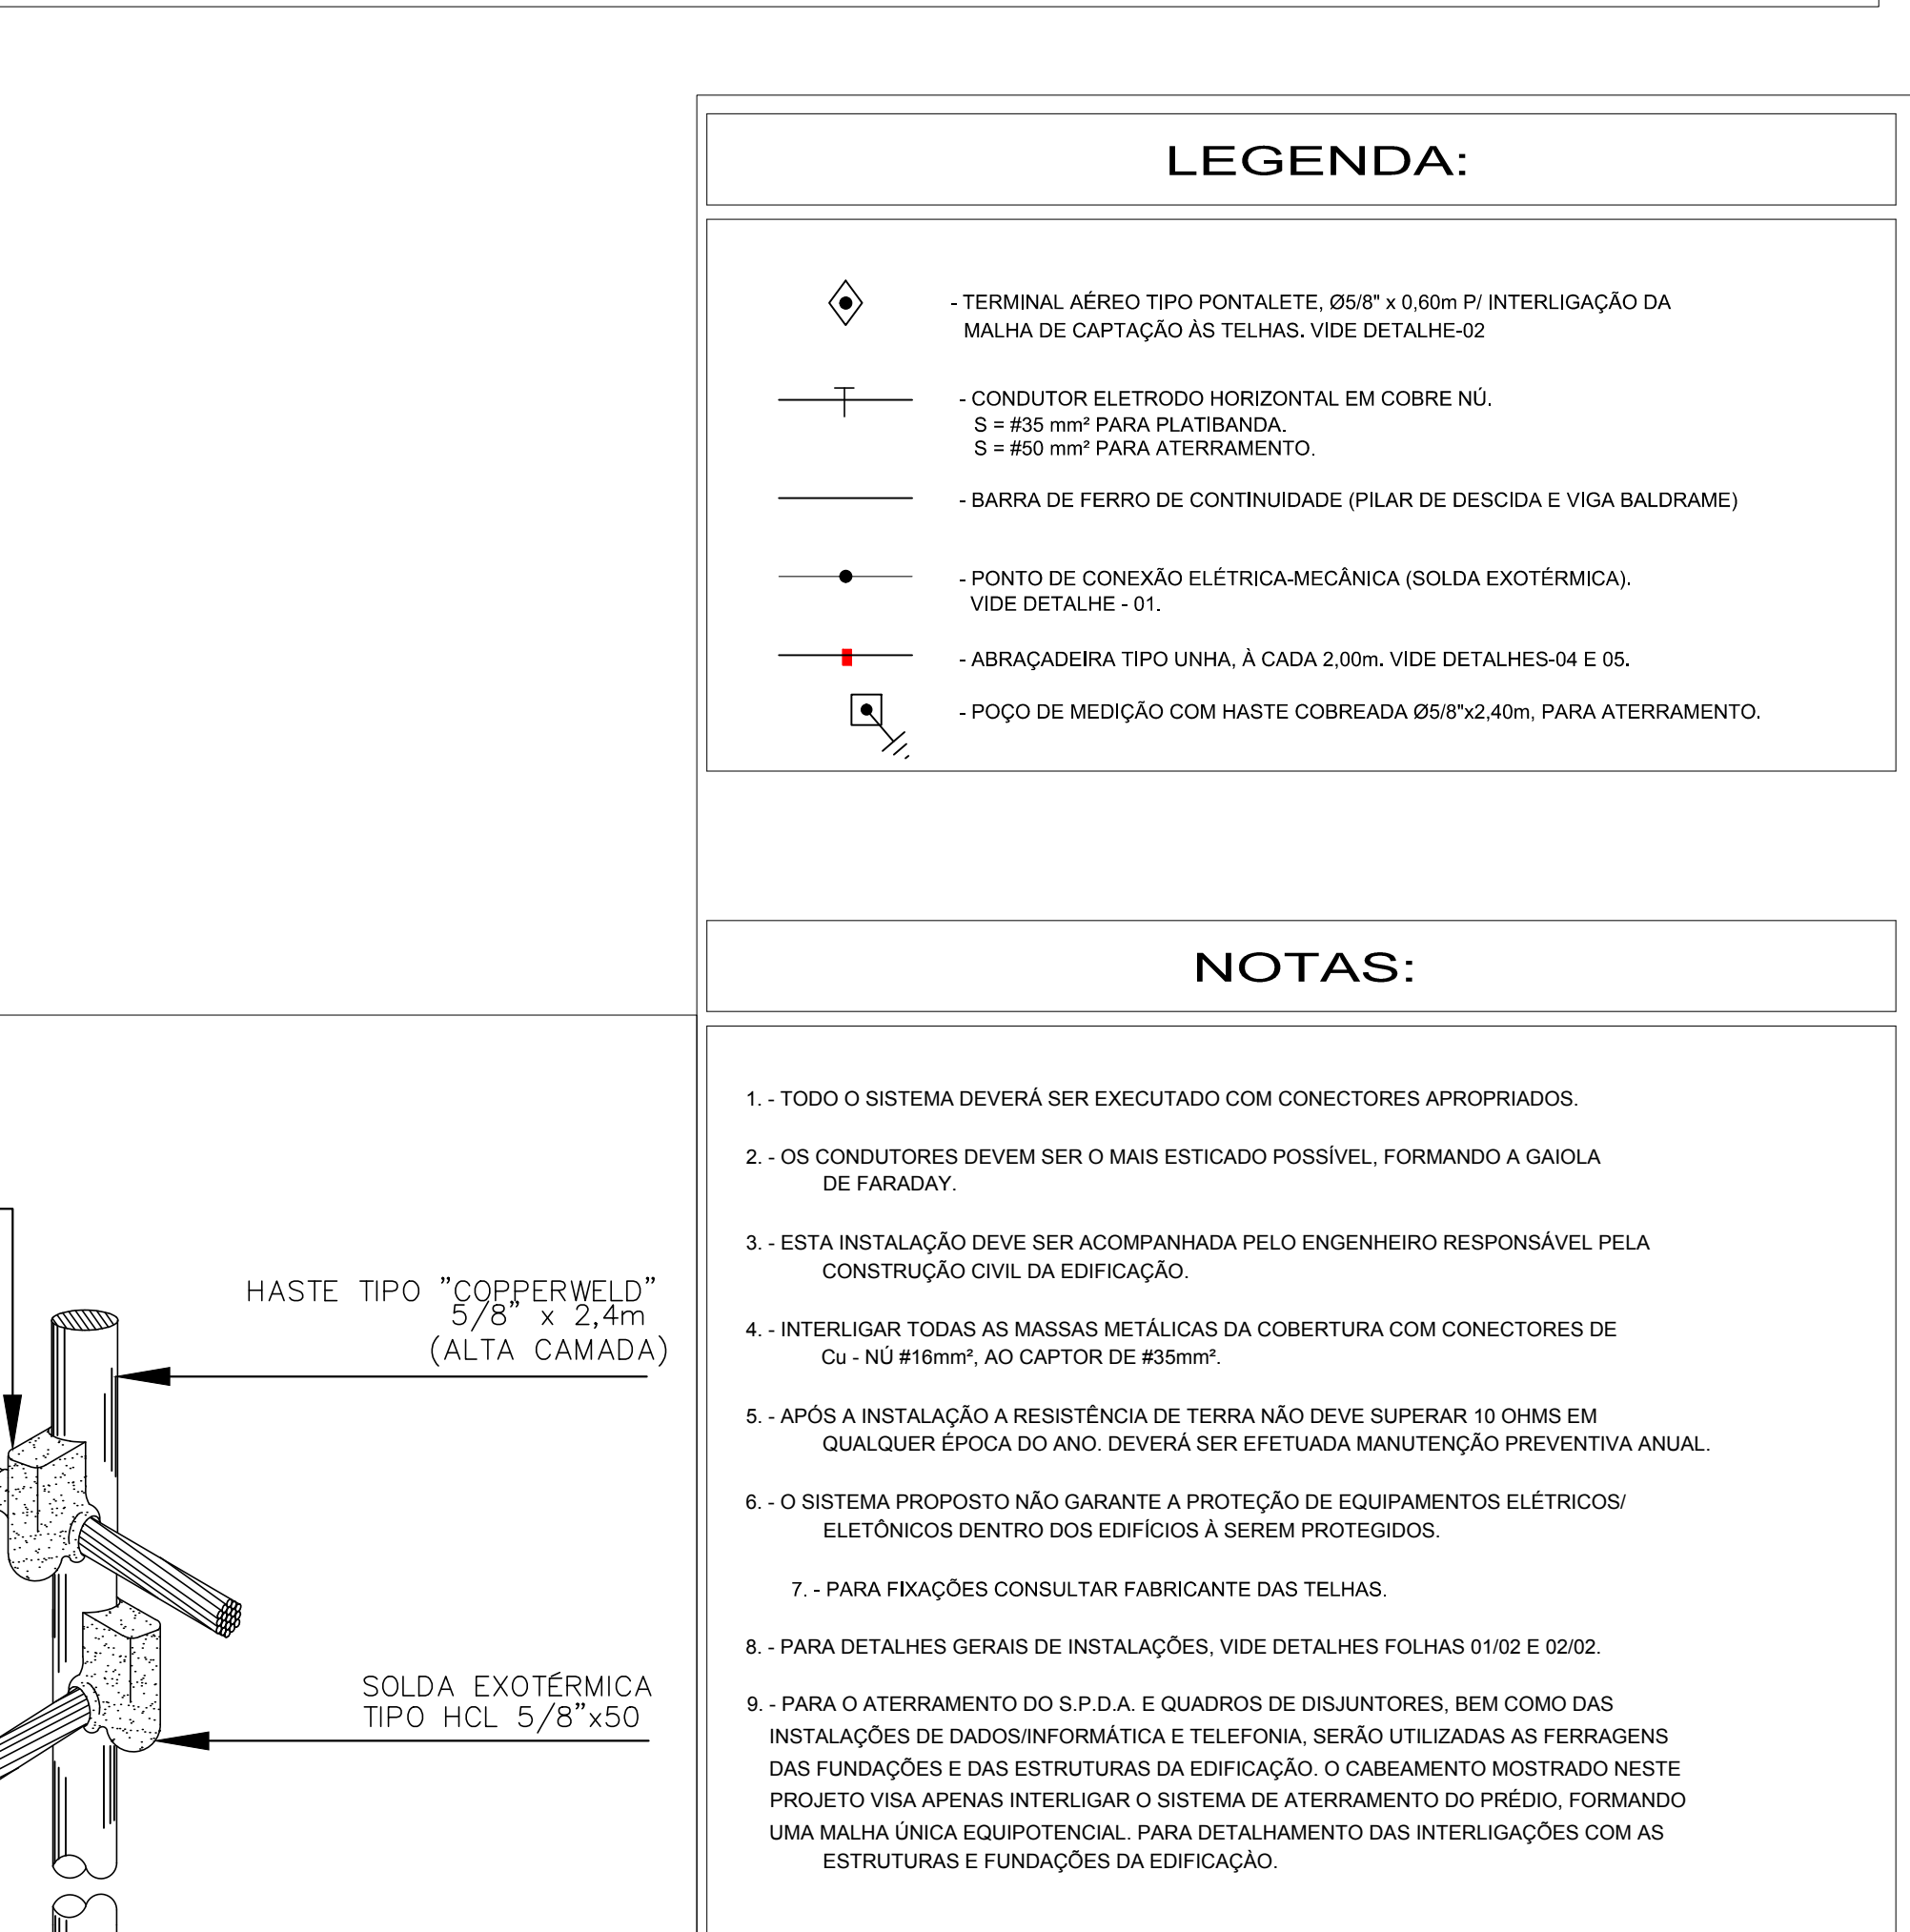 LEGENDA:
- TERMINAL AÉREO TIPO PONTALETE, Ø5/8" x 0,60m P/ INTERLIGAÇÃO DA
MALHA DE CAPTAÇÃO ÀS TELHAS. VIDE DETALHE-02
- CONDUTOR ELETRODO HORIZONTAL EM COBRE NÚ.
S = #35 mm² PARA PLATIBANDA.
S = #50 mm² PARA ATERRAMENTO.
- BARRA DE FERRO DE CONTINUIDADE (PILAR DE DESCIDA E VIGA BALDRAME)
- PONTO DE CONEXÃO ELÉTRICA-MECÂNICA (SOLDA EXOTÉRMICA).
VIDE DETALHE - 01.
- ABRAÇADEIRA TIPO UNHA, À CADA 2,00m. VIDE DETALHES-04 E 05.
- POÇO DE MEDIÇÃO COM HASTE COBREADA Ø5/8"x2,40m, PARA ATERRAMENTO.
NOTAS:
1. - TODO O SISTEMA DEVERÁ SER EXECUTADO COM CONECTORES APROPRIADOS.
2. - OS CONDUTORES DEVEM SER O MAIS ESTICADO POSSÍVEL, FORMANDO A GAIOLA
DE FARADAY.
3. - ESTA INSTALAÇÃO DEVE SER ACOMPANHADA PELO ENGENHEIRO RESPONSÁVEL PELA
CONSTRUÇÃO CIVIL DA EDIFICAÇÃO.
4. - INTERLIGAR TODAS AS MASSAS METÁLICAS DA COBERTURA COM CONECTORES DE
Cu - NÚ #16mm², AO CAPTOR DE #35mm².
5. - APÓS A INSTALAÇÃO A RESISTÊNCIA DE TERRA NÃO DEVE SUPERAR 10 OHMS EM
QUALQUER ÉPOCA DO ANO. DEVERÁ SER EFETUADA MANUTENÇÃO PREVENTIVA ANUAL.
6. - O SISTEMA PROPOSTO NÃO GARANTE A PROTEÇÃO DE EQUIPAMENTOS ELÉTRICOS/
ELETÔNICOS DENTRO DOS EDIFÍCIOS À SEREM PROTEGIDOS.
7. - PARA FIXAÇÕES CONSULTAR FABRICANTE DAS TELHAS.
8. - PARA DETALHES GERAIS DE INSTALAÇÕES, VIDE DETALHES FOLHAS 01/02 E 02/02.
9. - PARA O ATERRAMENTO DO S.P.D.A. E QUADROS DE DISJUNTORES, BEM COMO DAS
INSTALAÇÕES DE DADOS/INFORMÁTICA E TELEFONIA, SERÃO UTILIZADAS AS FERRAGENS
DAS FUNDAÇÕES E DAS ESTRUTURAS DA EDIFICAÇÃO. O CABEAMENTO MOSTRADO NESTE
PROJETO VISA APENAS INTERLIGAR O SISTEMA DE ATERRAMENTO DO PRÉDIO, FORMANDO
UMA MALHA ÚNICA EQUIPOTENCIAL. PARA DETALHAMENTO DAS INTERLIGAÇÕES COM AS
ESTRUTURAS E FUNDAÇÕES DA EDIFICAÇÀO.
HASTE TIPO "COPPERWELD"
5/8" x 2,4m
(ALTA CAMADA)
SOLDA EXOTÉRMICA
TIPO HCL 5/8"x50